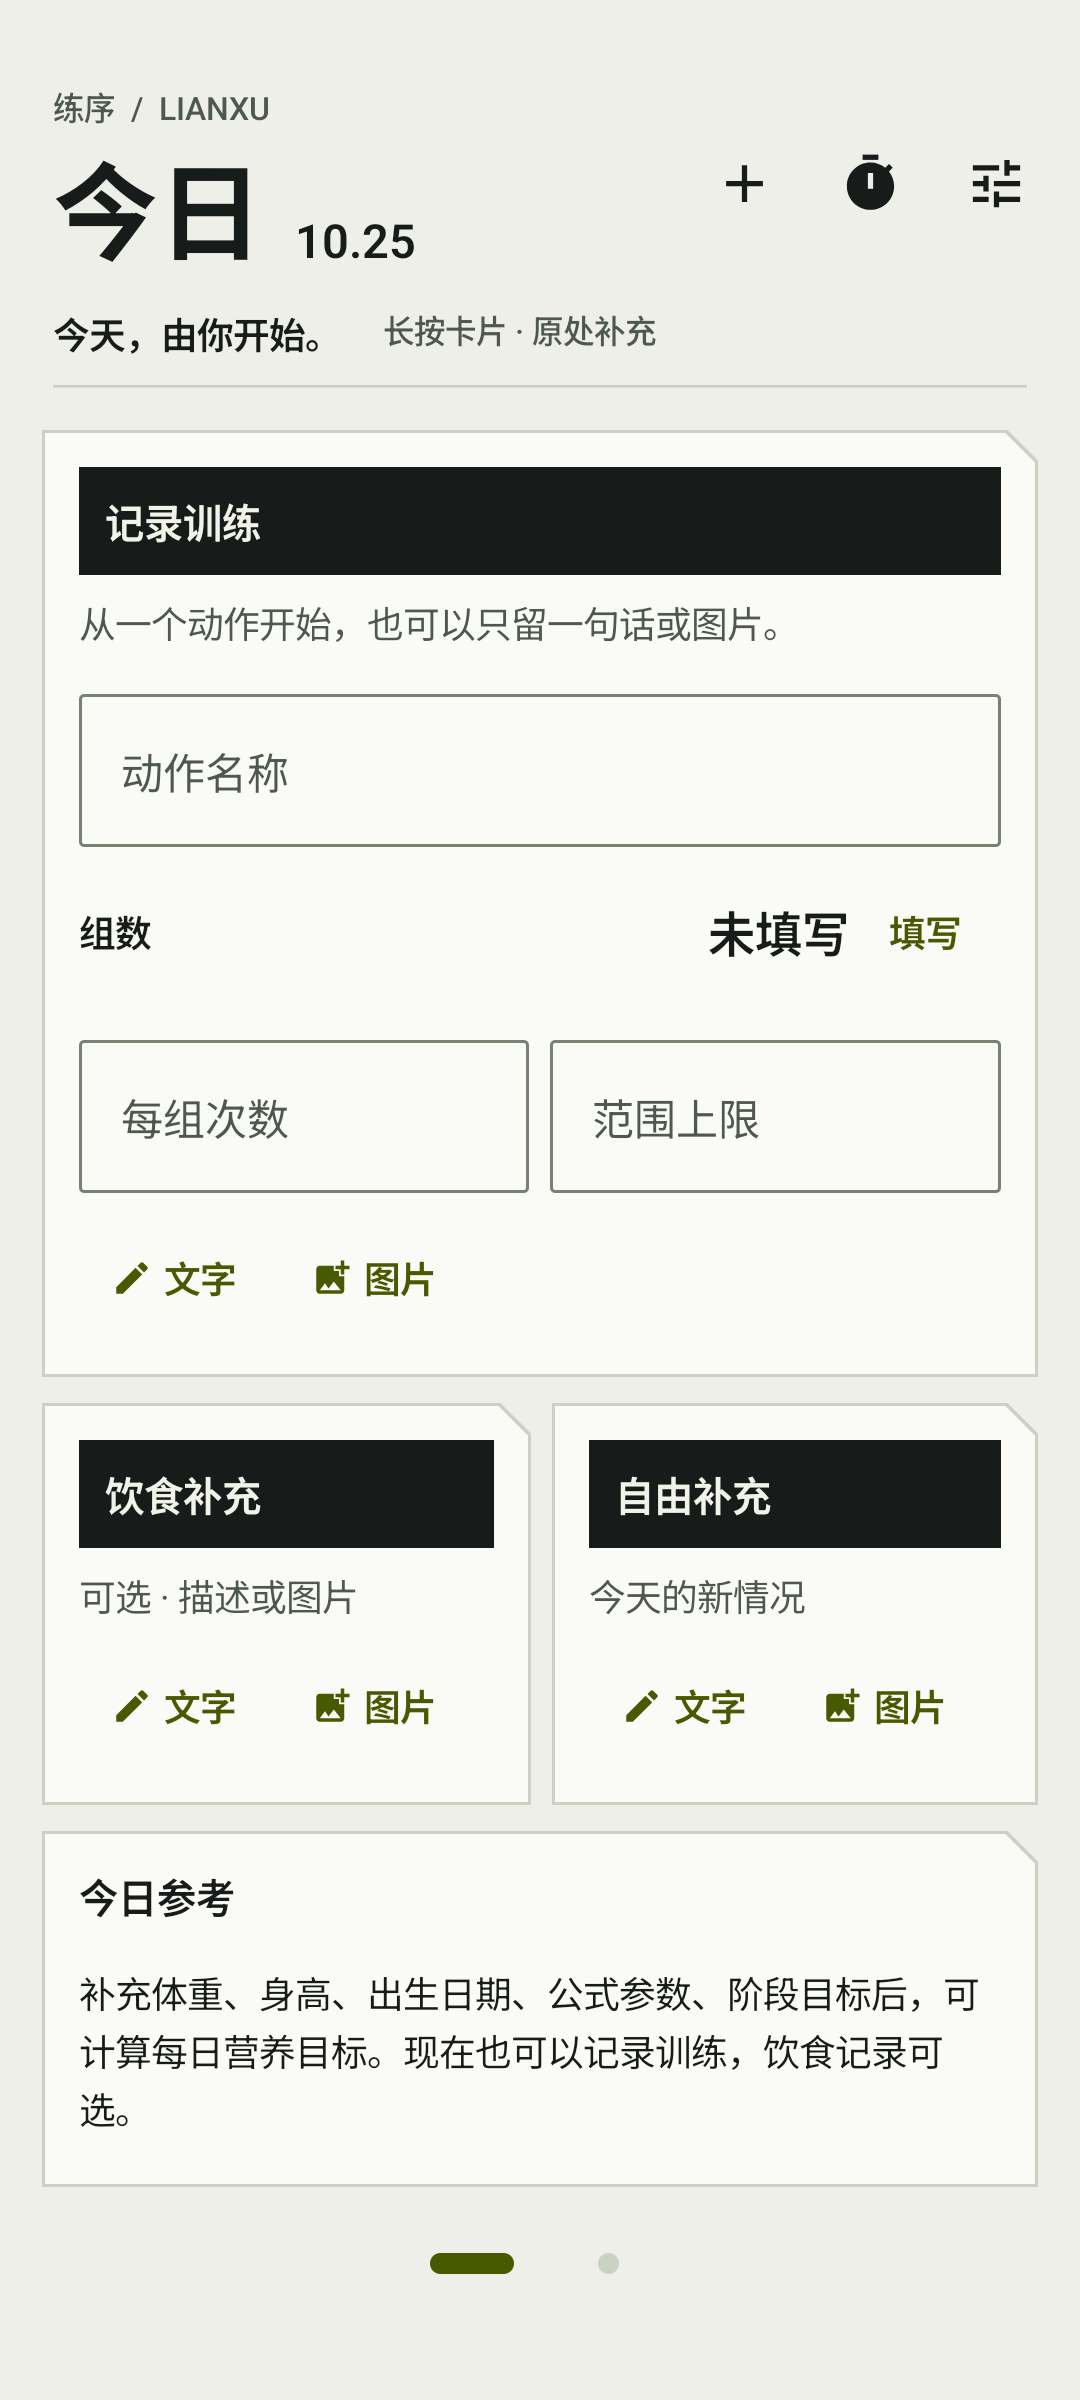 练序 / LIANXU
今日 10.25
今天，由你开始。 长按卡片 · 原处补充
记录训练
从一个动作开始，也可以只留一句话或图片。
动作名称
组数 未填写 填写
每组次数 范围上限
文字 图片
饮食补充
可选 · 描述或图片
文字 图片
自由补充
今天的新情况
文字 图片
今日参考
补充体重、身高、出生日期、公式参数、阶段目标后，可
计算每日营养目标。现在也可以记录训练，饮食记录可
选。